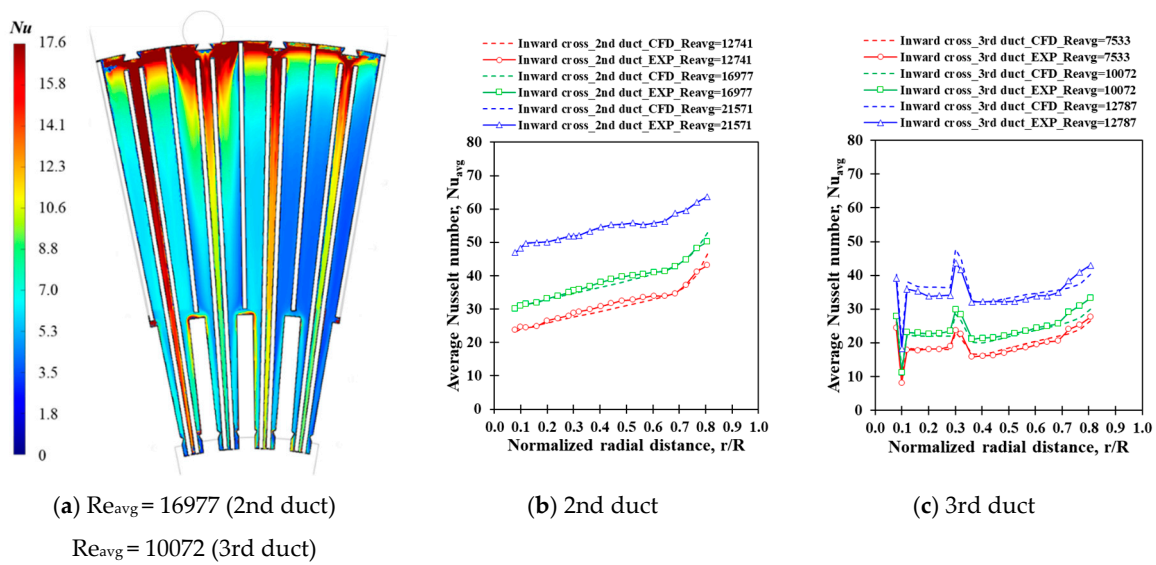 Nu
17.6
15.9
14.1
12.3
10.6
8.8
7.0
5.3
3.5
1.8
0
Inward cross_2nd duct_CFD_Reavg=12741
Inward cross_2nd duct_EXP_Reavg=12741
Inward cross_2nd duct_CFD_Reavg=16977
Inward cross_2nd duct_EXP_Reavg=16977
Inward cross_2nd duct_CFD_Reavg=21571
Inward cross_2nd duct_EXP_Reavg=21571
Average Nusselt number, Nuavg
80
70
60
50
40
30
20
10
0
0.0 0.1 0.2 0.3 0.4 0.5 0.6 0.7 0.8 0.9 1.0
Normalized radial distance, r/R
Inward cross_3rd duct_CFD_Reavg=7533
Inward cross_3rd duct_EXP_Reavg=7533
Inward cross_3rd duct_CFD_Reavg=10072
Inward cross_3rd duct_EXP_Reavg=10072
Inward cross_3rd duct_CFD_Reavg=12787
Inward cross_3rd duct_EXP_Reavg=12787
Average Nusselt number, Nuavg
80
70
60
50
40
30
20
10
0
0.0 0.1 0.2 0.3 0.4 0.5 0.6 0.7 0.8 0.9 1.0
Normalized radial distance, r/R
(a) Reavg = 16977 (2nd duct)
Reavg = 10072 (3rd duct)
(b) 2nd duct
(c) 3rd duct